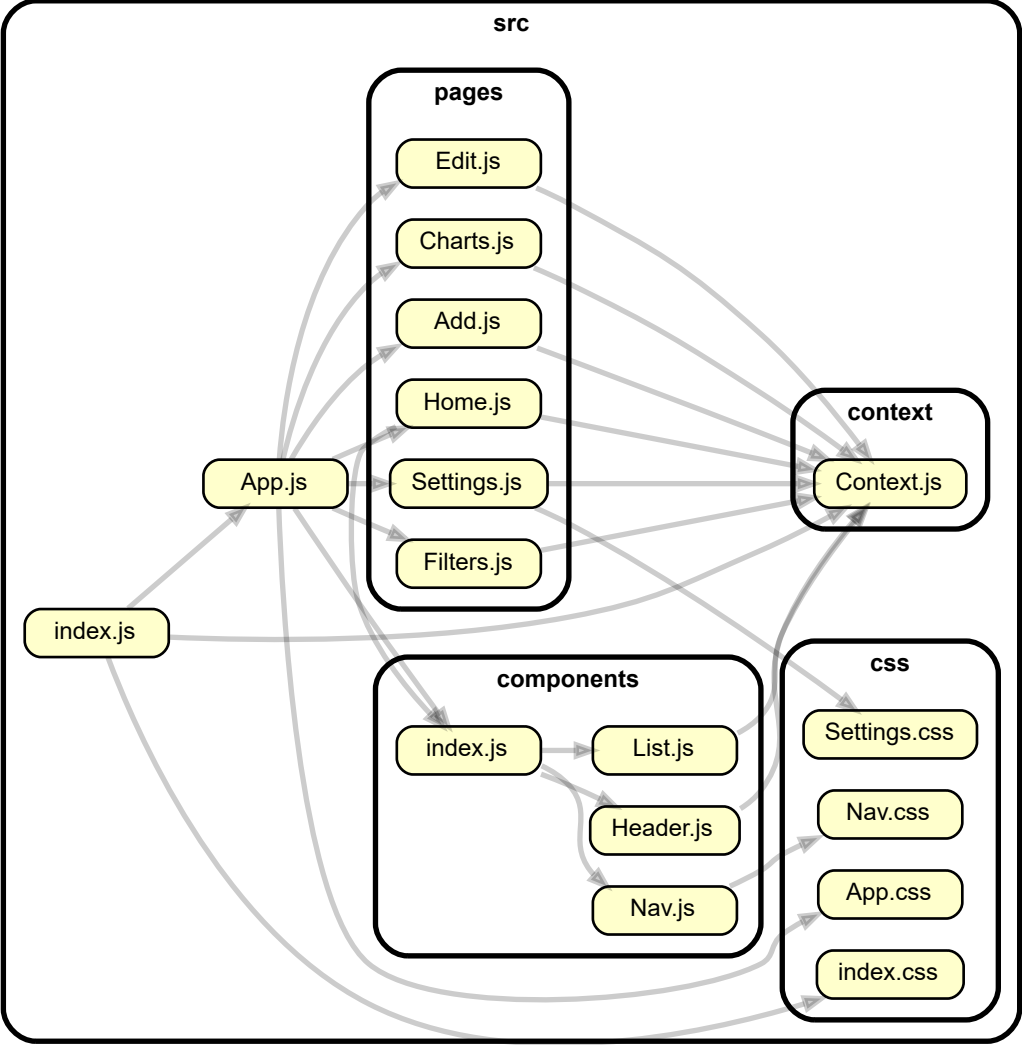 src
pages
Edit.js
Charts.js
Add.js
Home.js
context
App.js
Settings.js
Context.js
Filters.js
index.js
components
css
index.js
List.js
Settings.css
Header.js
Nav.css
Nav.js
App.css
index.css